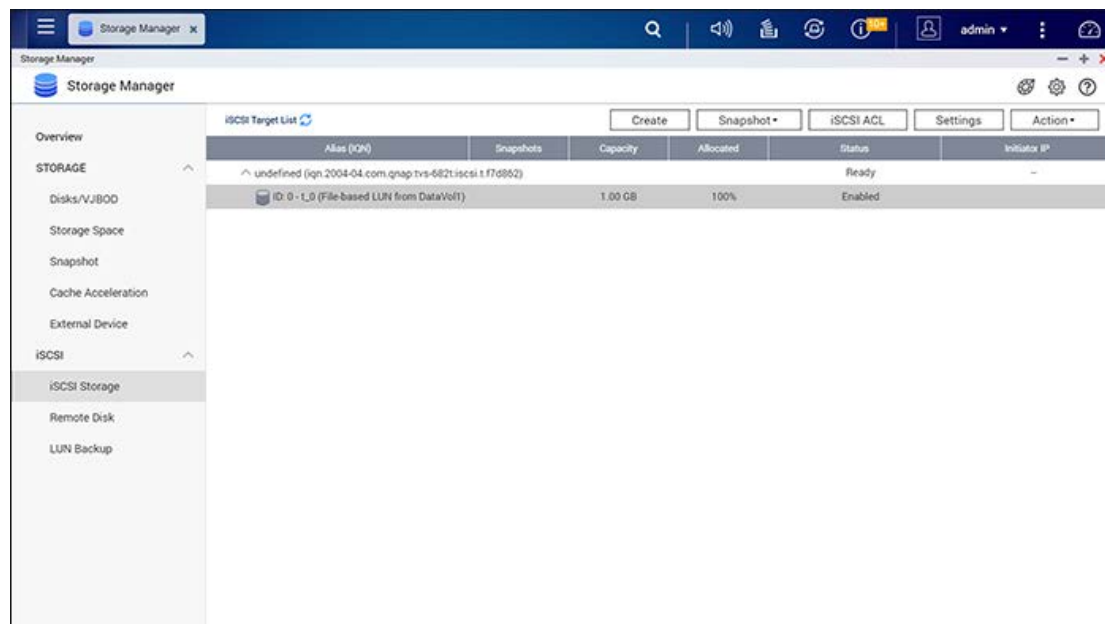 Storage Manager x
10+
admin
Storage Manager
Storage Manager
iSCSI Target List
Create
Snapshot
iSCSI ACL
Settings
Action
Alias (IQN) Snapshots Capacity Allocated Status Initiator IP
undefined (iqn.2004-04.com.qnap:tvs-682t:iscsi.t.f7d862) Ready --
ID: 0 - t_0 (File-based LUN from DataVol1) 1.00 GB 100% Enabled
Overview
STORAGE
Disks/VJBOD
Storage Space
Snapshot
Cache Acceleration
External Device
iSCSI
iSCSI Storage
Remote Disk
LUN Backup